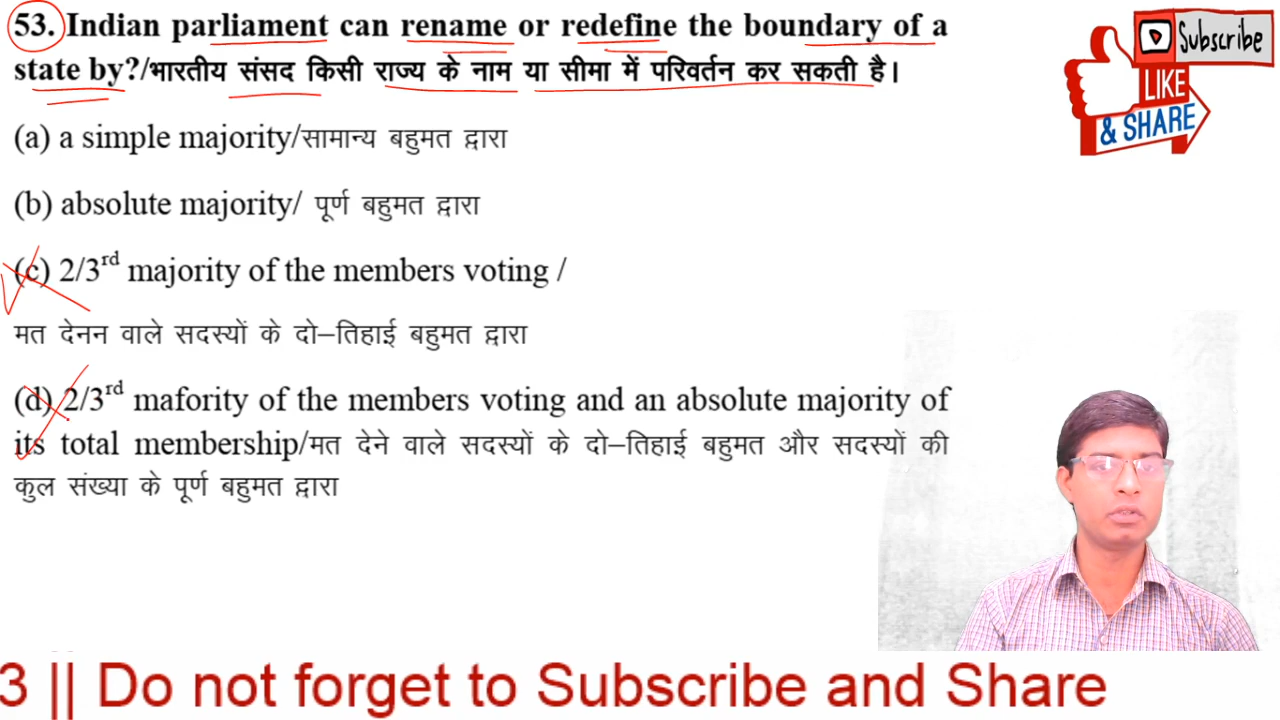 53. Indian parliament can rename or redefine the boundary of a
state by?/भारतीय संसद किसी राज्य के नाम या सीमा में परिवर्तन कर सकती है।
(a) a simple majority/सामान्य बहुमत द्वारा
(b) absolute majority/ पूर्ण बहुमत द्वारा
(c) 2/3rd majority of the members voting /
मत देनन वाले सदस्यों के दो–तिहाई बहुमत द्वारा
(d) 2/3rd mafority of the members voting and an absolute majority of
its total membership/मत देने वाले सदस्यों के दो–तिहाई बहुमत और सदस्यों की
कुल संख्या के पूर्ण बहुमत द्वारा
Subscribe
LIKE
& SHARE
3 || Do not forget to Subscribe and Share